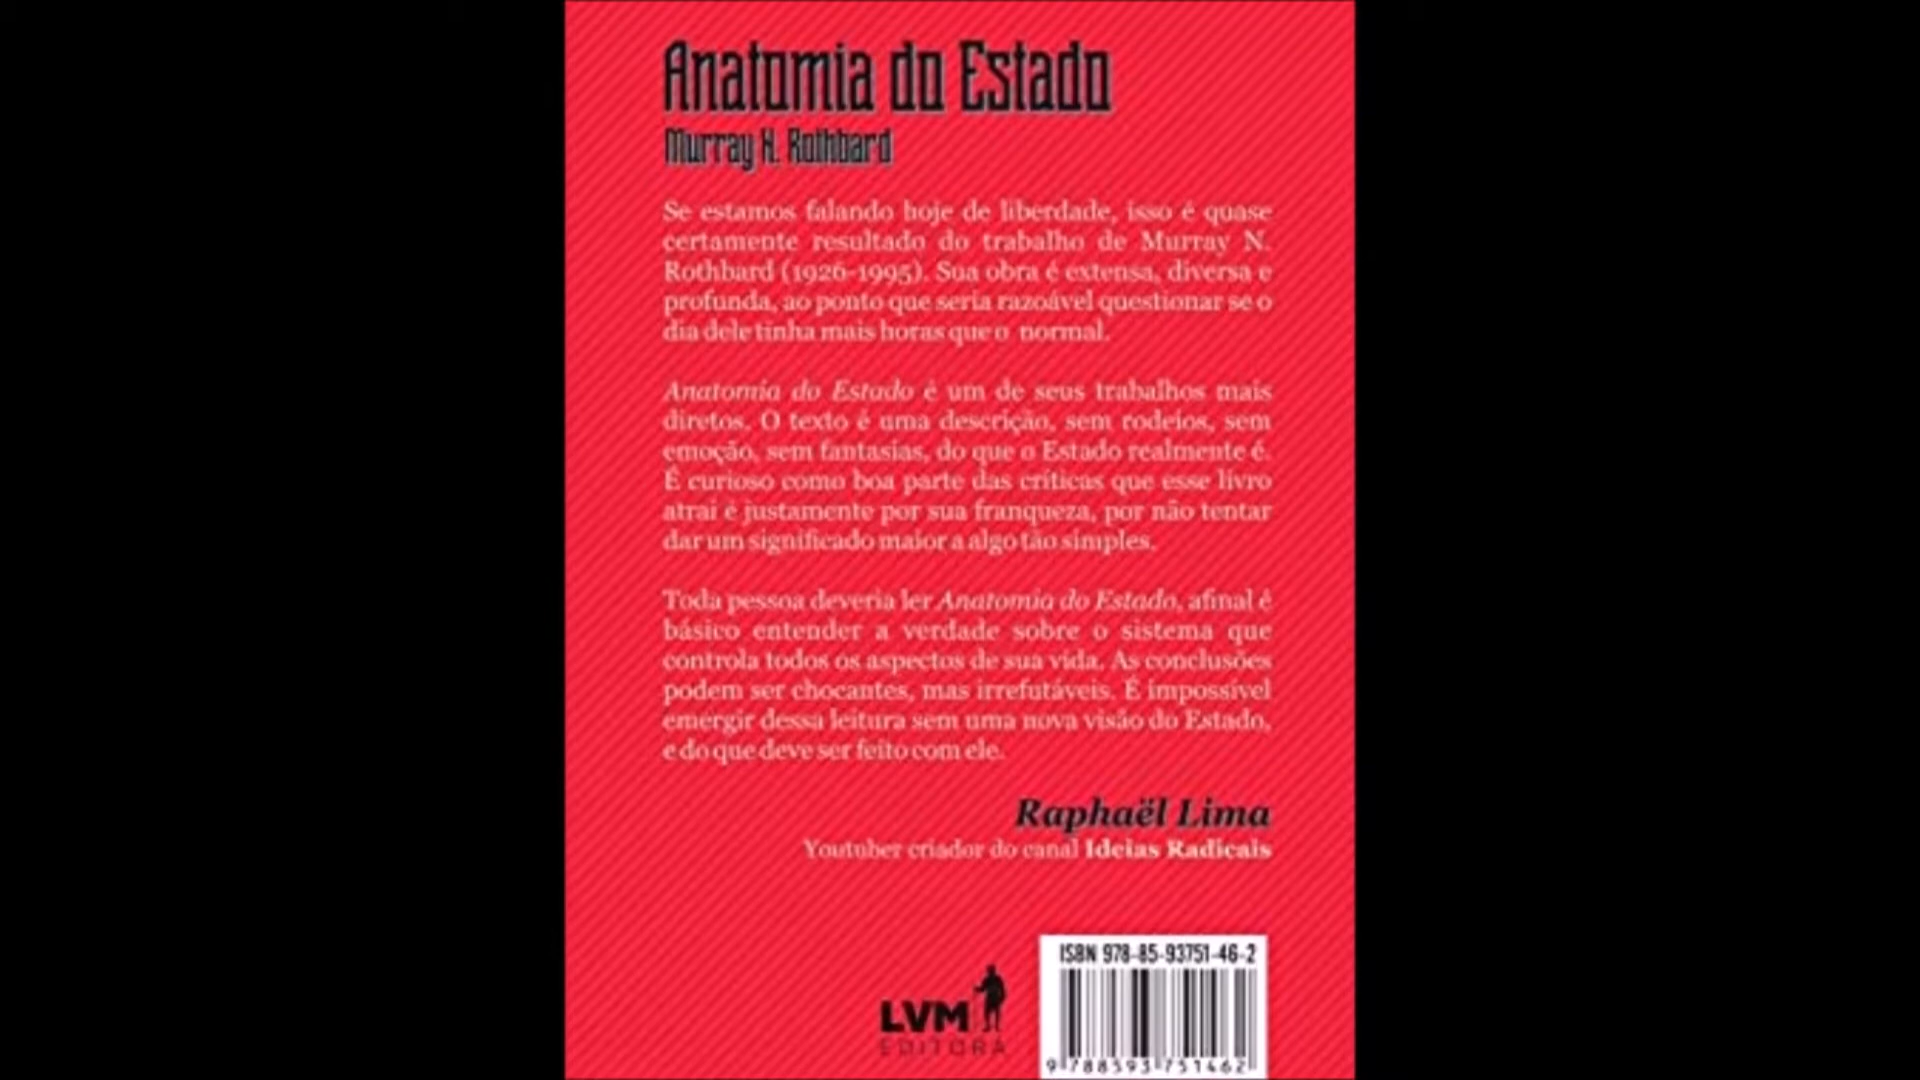 Anatomia do Estado
Murray N. Rothbard
Se estamos falando hoje de liberdade, isso é quase
certamente resultado do trabalho de Murray N.
Rothbard (1926-1995). Sua obra é extensa, diversa e
profunda, ao ponto que seria razoável questionar se o
dia dele tinha mais horas que o normal.
Anatomia do Estado é um de seus trabalhos mais
diretos. O texto é uma descrição, sem rodeios, sem
emoção, sem fantasias, do que o Estado realmente é.
É curioso como boa parte das críticas que esse livro
atrai é justamente por sua franqueza, por não tentar
dar um significado maior a algo tão simples.
Toda pessoa deveria ler Anatomia do Estado, afinal é
básico entender a verdade sobre o sistema que
controla todos os aspectos de sua vida. As conclusões
podem ser chocantes, mas irrefutáveis. É impossível
emergir dessa leitura sem uma nova visão do Estado,
e do que deve ser feito com ele.
Raphaël Lima
Youtuber criador do canal Ideias Radicais
ISBN 978-85-93751-46-2
LVM
EDITORA
9 788593 751462